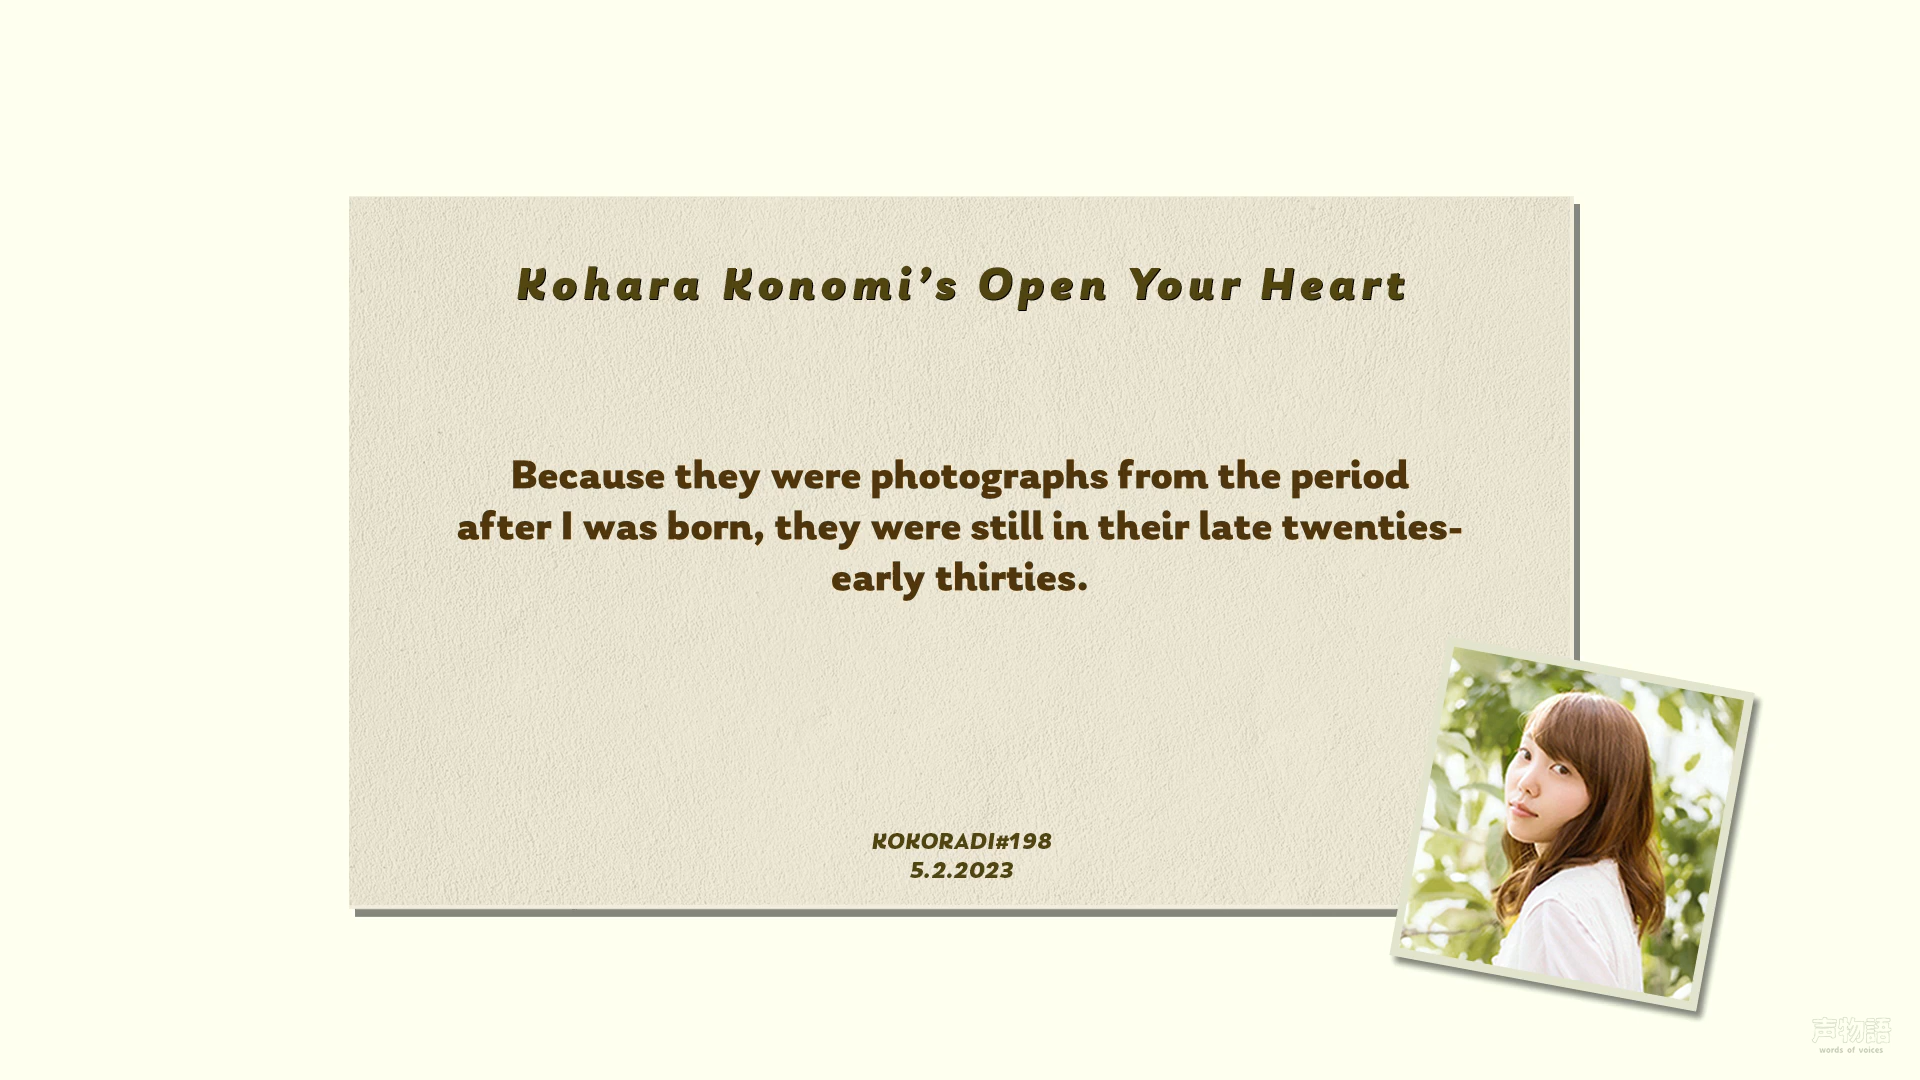 Kohara Konomi’s Open Your Heart
Because they were photographs from the period
after I was born, they were still in their late twenties-
early thirties.
KOKORADI#198
5.2.2023
声物語
words of voices